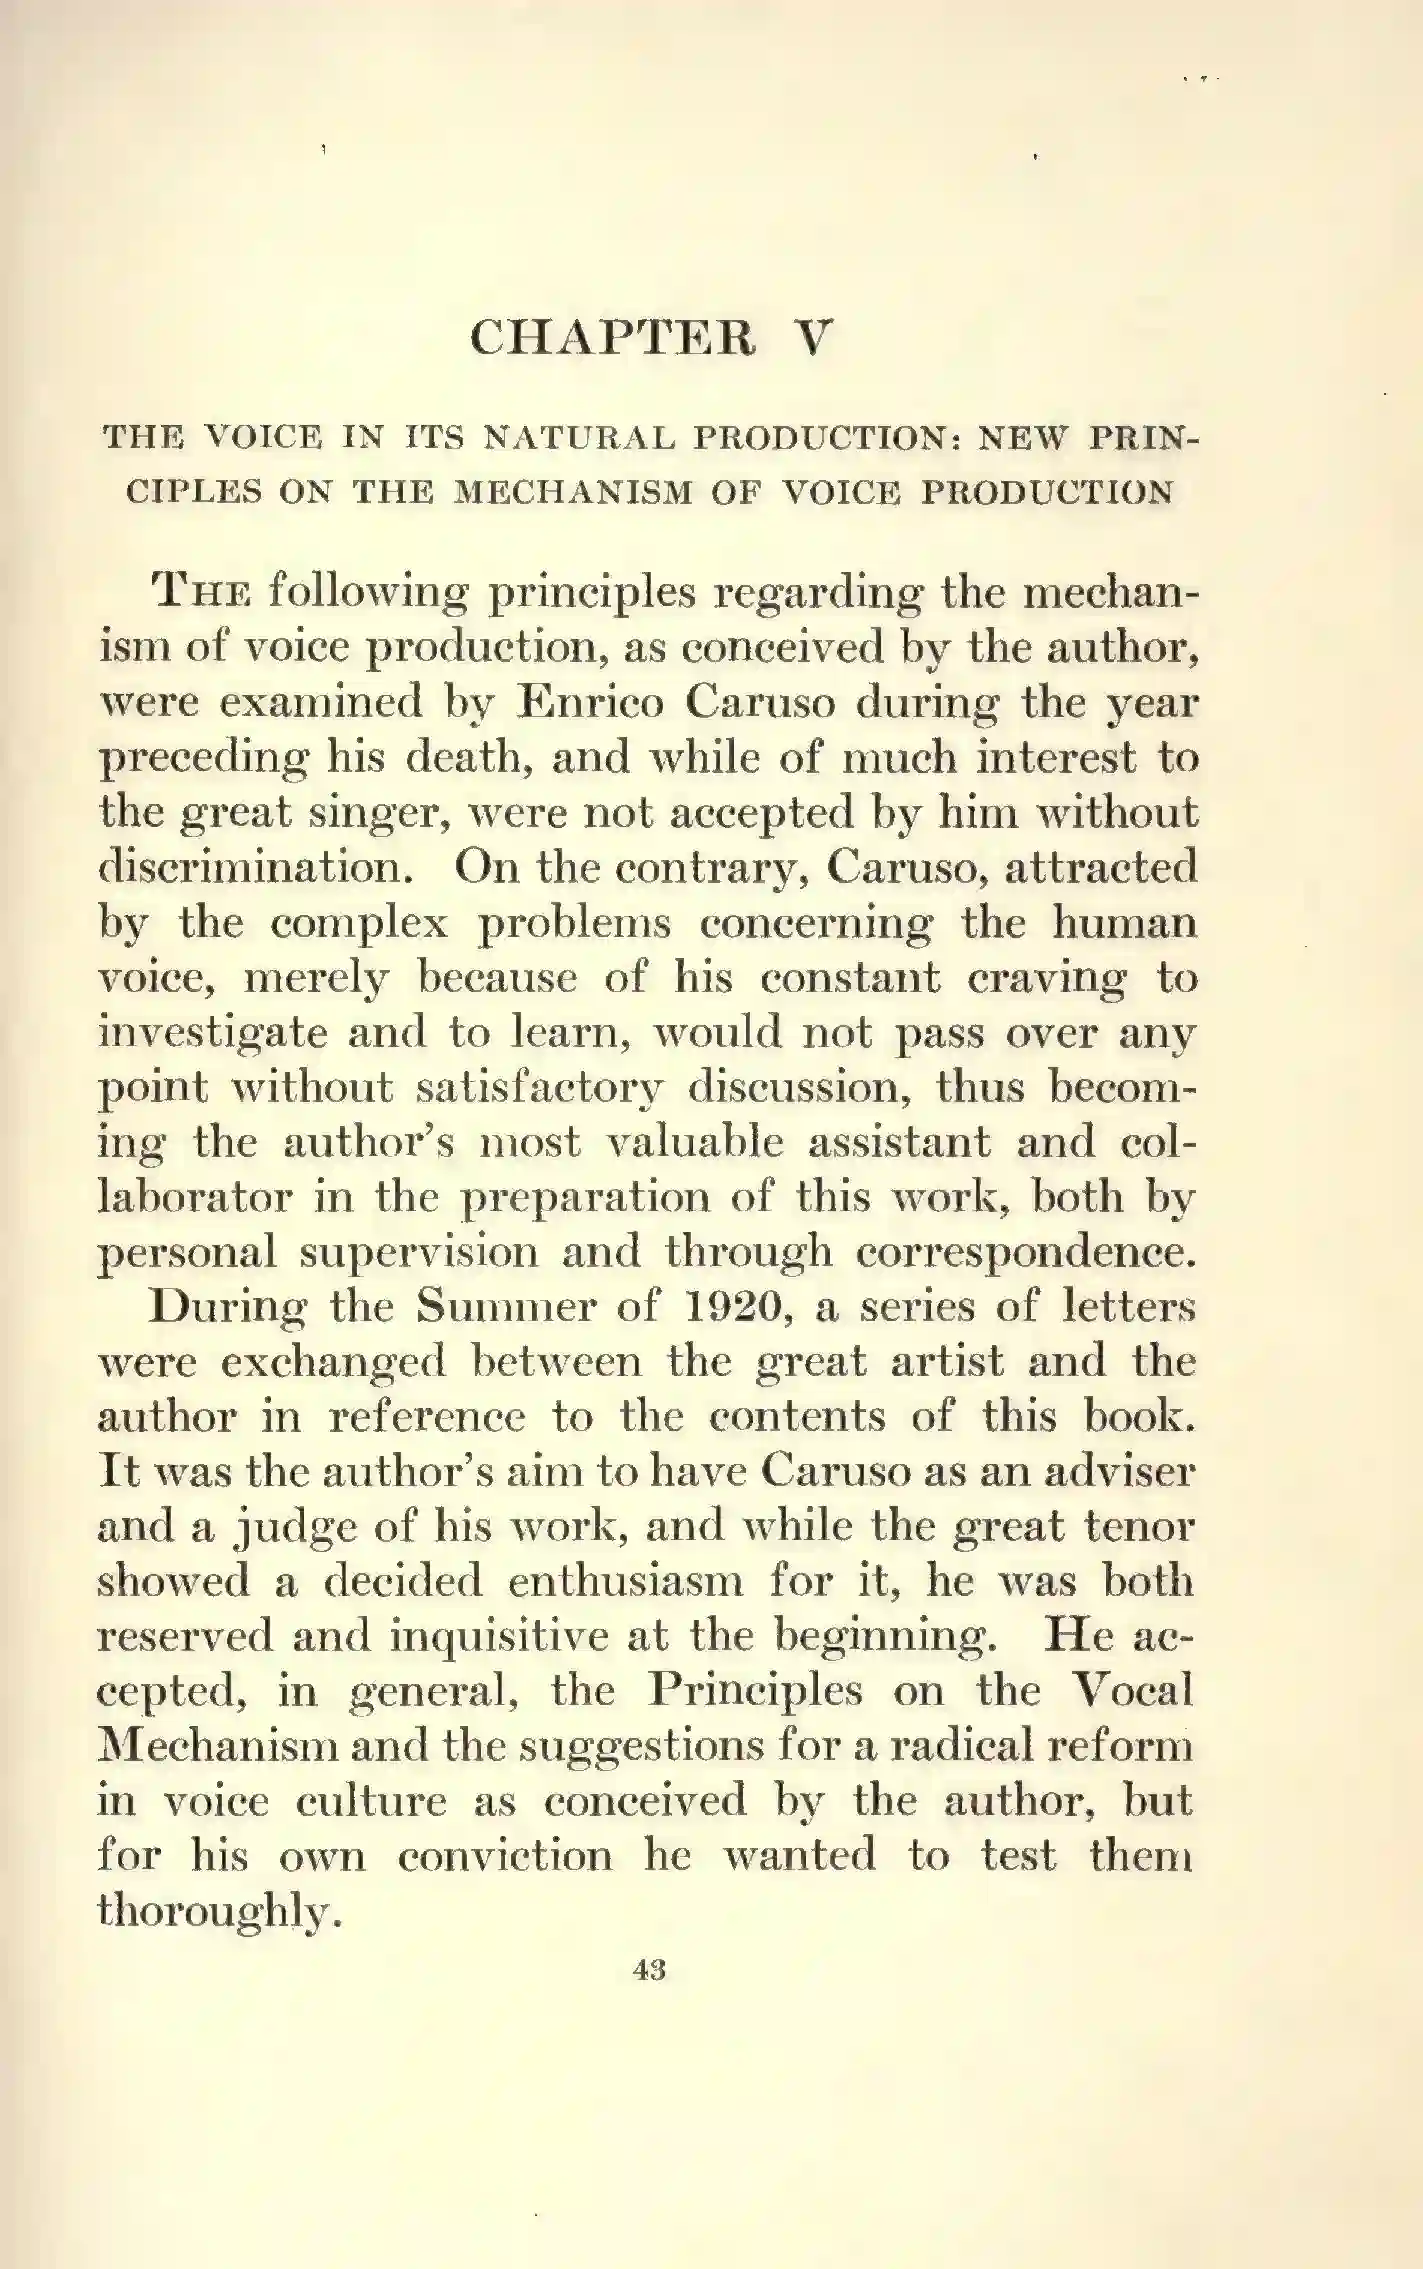 CHAPTER V
THE VOICE IN ITS NATURAL PRODUCTION: NEW PRIN-
CIPLES ON THE MECHANISM OF VOICE PRODUCTION
THE following principles regarding the mechan-
ism of voice production, as conceived by the author,
were examined by Enrico Caruso during the year
preceding his death, and while of much interest to
the great singer, were not accepted by him without
discrimination. On the contrary, Caruso, attracted
by the complex problems concerning the human
voice, merely because of his constant craving to
investigate and to learn, would not pass over any
point without satisfactory discussion, thus becom-
ing the author's most valuable assistant and col-
laborator in the preparation of this work, both by
personal supervision and through correspondence.
During the Summer of 1920, a series of letters
were exchanged between the great artist and the
author in reference to the contents of this book.
It was the author's aim to have Caruso as an adviser
and a judge of his work, and while the great tenor
showed a decided enthusiasm for it, he was both
reserved and inquisitive at the beginning. He ac-
cepted, in general, the Principles on the Vocal
Mechanism and the suggestions for a radical reform
in voice culture as conceived by the author, but
for his own conviction he wanted to test them
thoroughly.
43